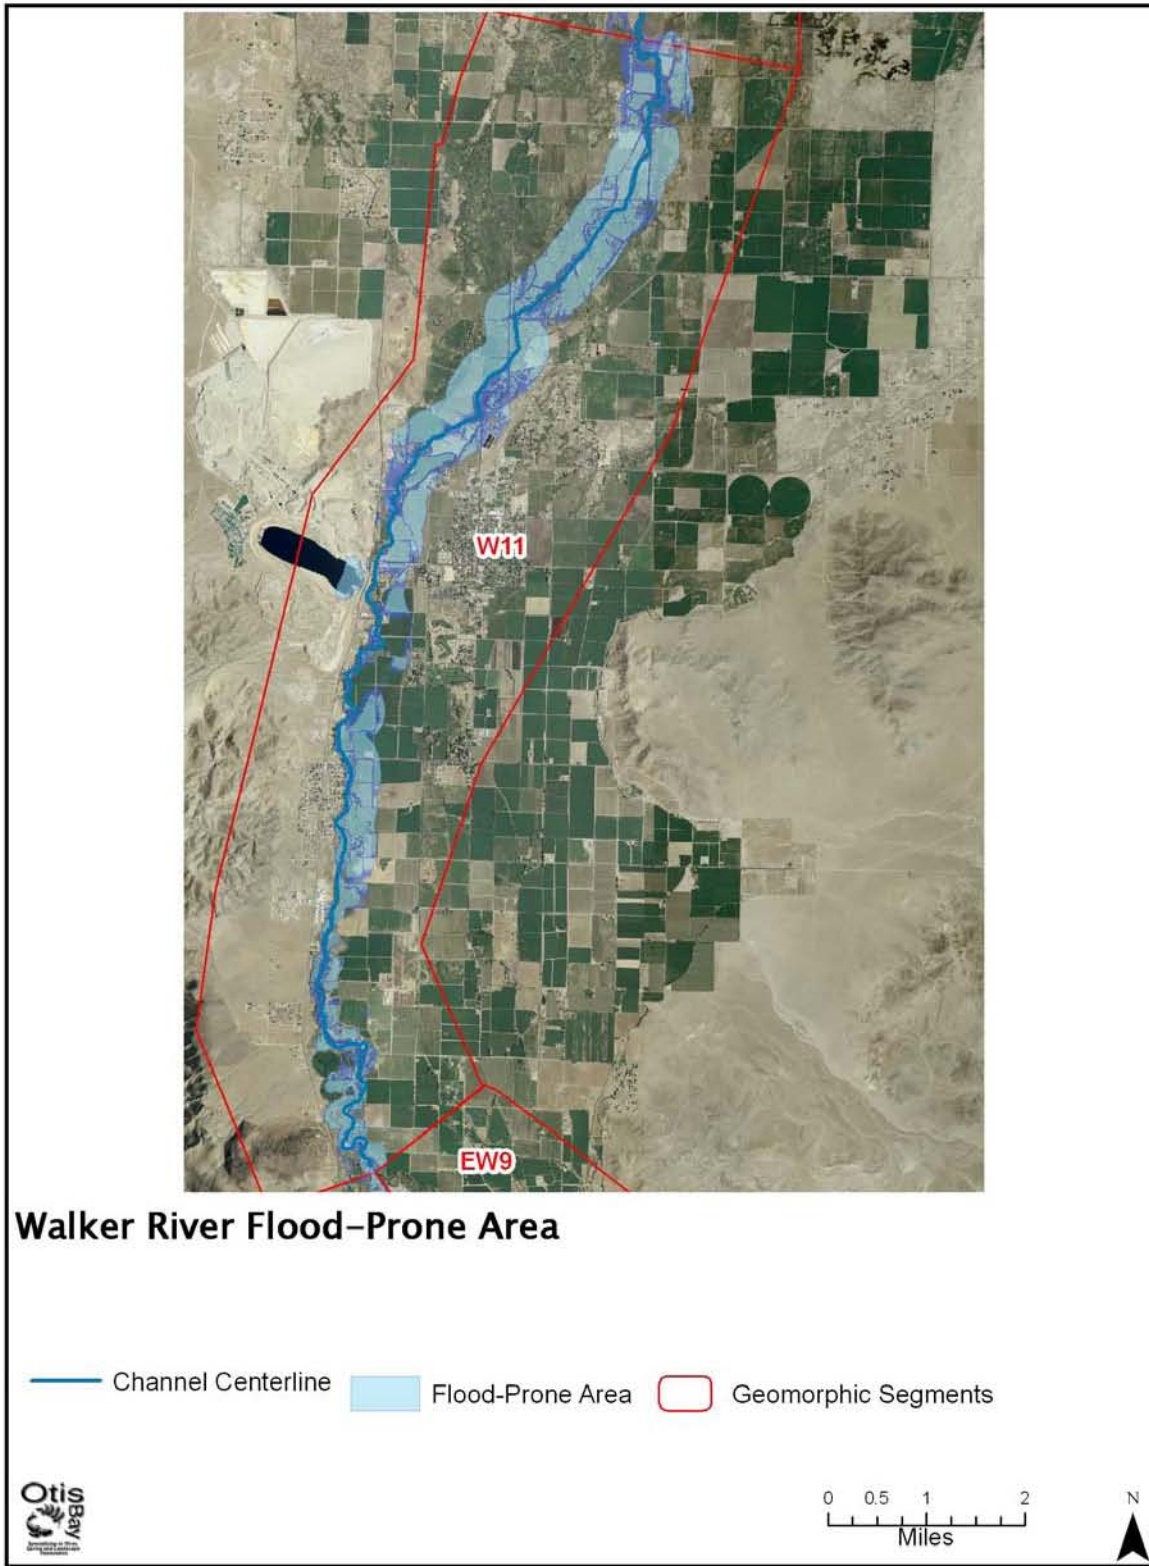 W11
EW9
Walker River Flood-Prone Area
Channel Centerline
Flood-Prone Area
Geomorphic Segments
Otis
Bay
0 0.5 1 2
Miles
N